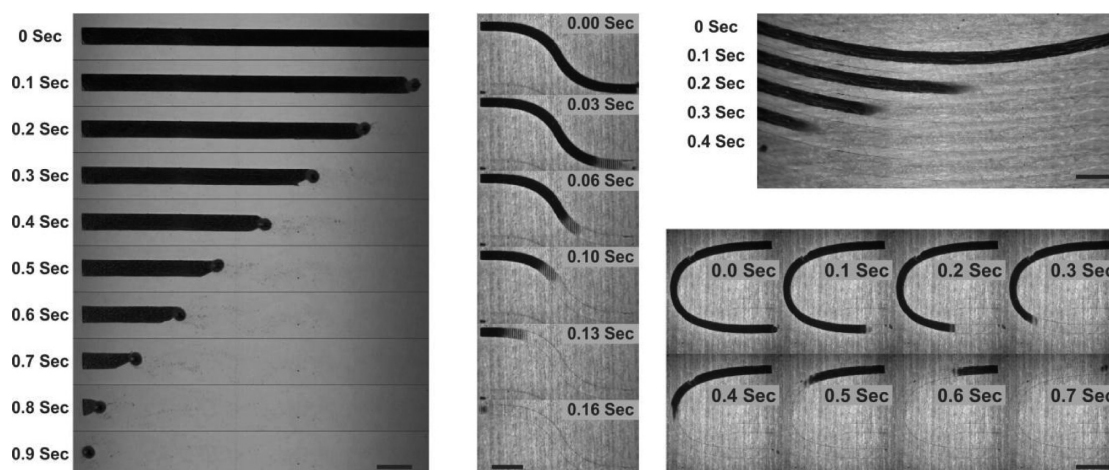 0 Sec
0.1 Sec
0.2 Sec
0.3 Sec
0.4 Sec
0.5 Sec
0.6 Sec
0.7 Sec
0.8 Sec
0.9 Sec
0.00 Sec
0.03 Sec
0.06 Sec
0.10 Sec
0.13 Sec
0.16 Sec
0 Sec
0.1 Sec
0.2 Sec
0.3 Sec
0.4 Sec
0.0 Sec 0.1 Sec 0.2 Sec 0.3 Sec
0.4 Sec 0.5 Sec 0.6 Sec 0.7 Sec